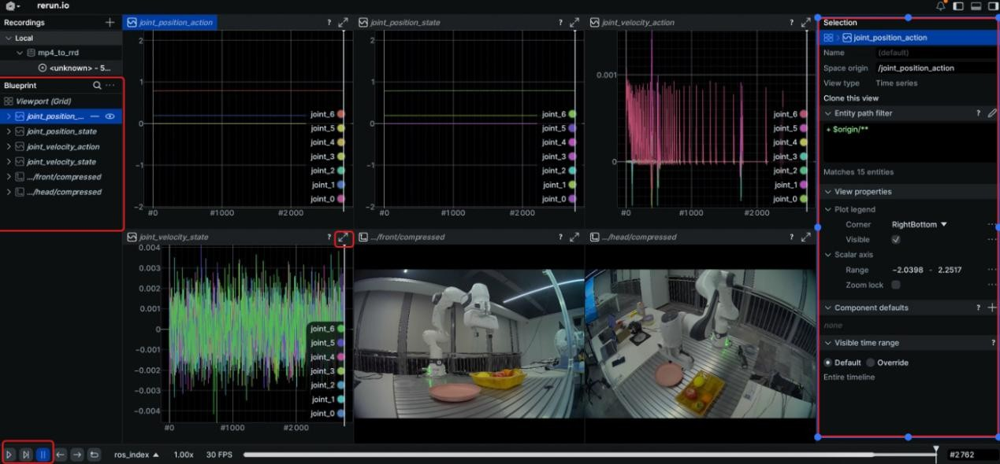 rerun.io
Recordings
Local
mp4_to_rrd
<unknown> - 5...
Blueprint
Viewport (Grid)
joint_position_...
joint_position_state
joint_velocity_action
joint_velocity_state
.../front/compressed
.../head/compressed
joint_position_action ?
2
1
0
−1
−2
joint_6
joint_5
joint_4
joint_3
joint_2
joint_1
joint_0
#0 #1000 #2000
joint_position_state ?
2
1
0
−1
−2
joint_6
joint_5
joint_4
joint_3
joint_2
joint_1
joint_0
#0 #1000 #2000
joint_velocity_action ?
0.001
0
joint_6
joint_5
joint_4
joint_3
joint_2
joint_1
joint_0
#0 #1000 #2000
joint_velocity_state ?
0.004
0.003
0.002
0.001
0
−0.001
−0.002
−0.003
−0.004
joint_6
joint_5
joint_4
joint_3
joint_2
joint_1
joint_0
#0 #1000 #2000
.../front/compressed ?
.../head/compressed ?
Selection
joint_position_action
Name (default)
Space origin /joint_position_action
View type Time series
Clone this view
Entity path filter ?
+ $origin/**
Matches 15 entities
View properties
Plot legend
Corner RightBottom
Visible
Scalar axis
Range −2.0398 - 2.2517
Zoom lock
Component defaults ?
none
Visible time range ?
Default Override
Entire timeline
ros_index 1.00x 30 FPS #2762